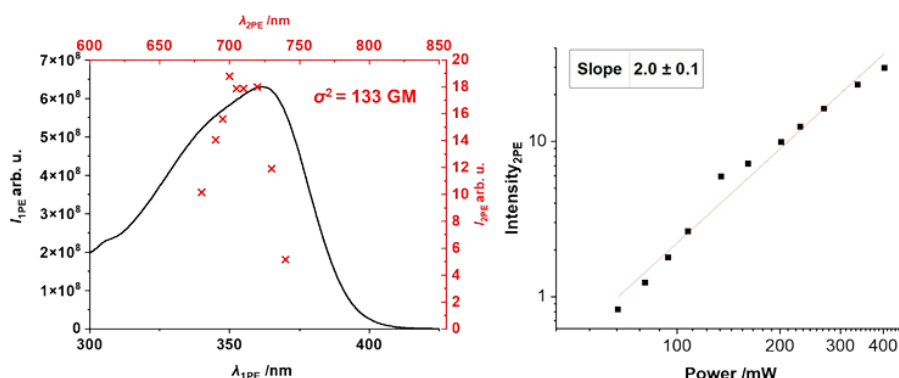 λ2PE /nm
600 650 700 750 800 850
7×10⁸
6×10⁸
5×10⁸
4×10⁸
3×10⁸
2×10⁸
1×10⁸
0
I1PE arb. u.
σ² = 133 GM
20
18
16
14
12
10
8
6
4
2
0
I2PE arb. u.
300 350 400
λ1PE /nm
Slope 2.0 ± 0.1
Intensity2PE
10
1
100 200 300 400
Power /mW